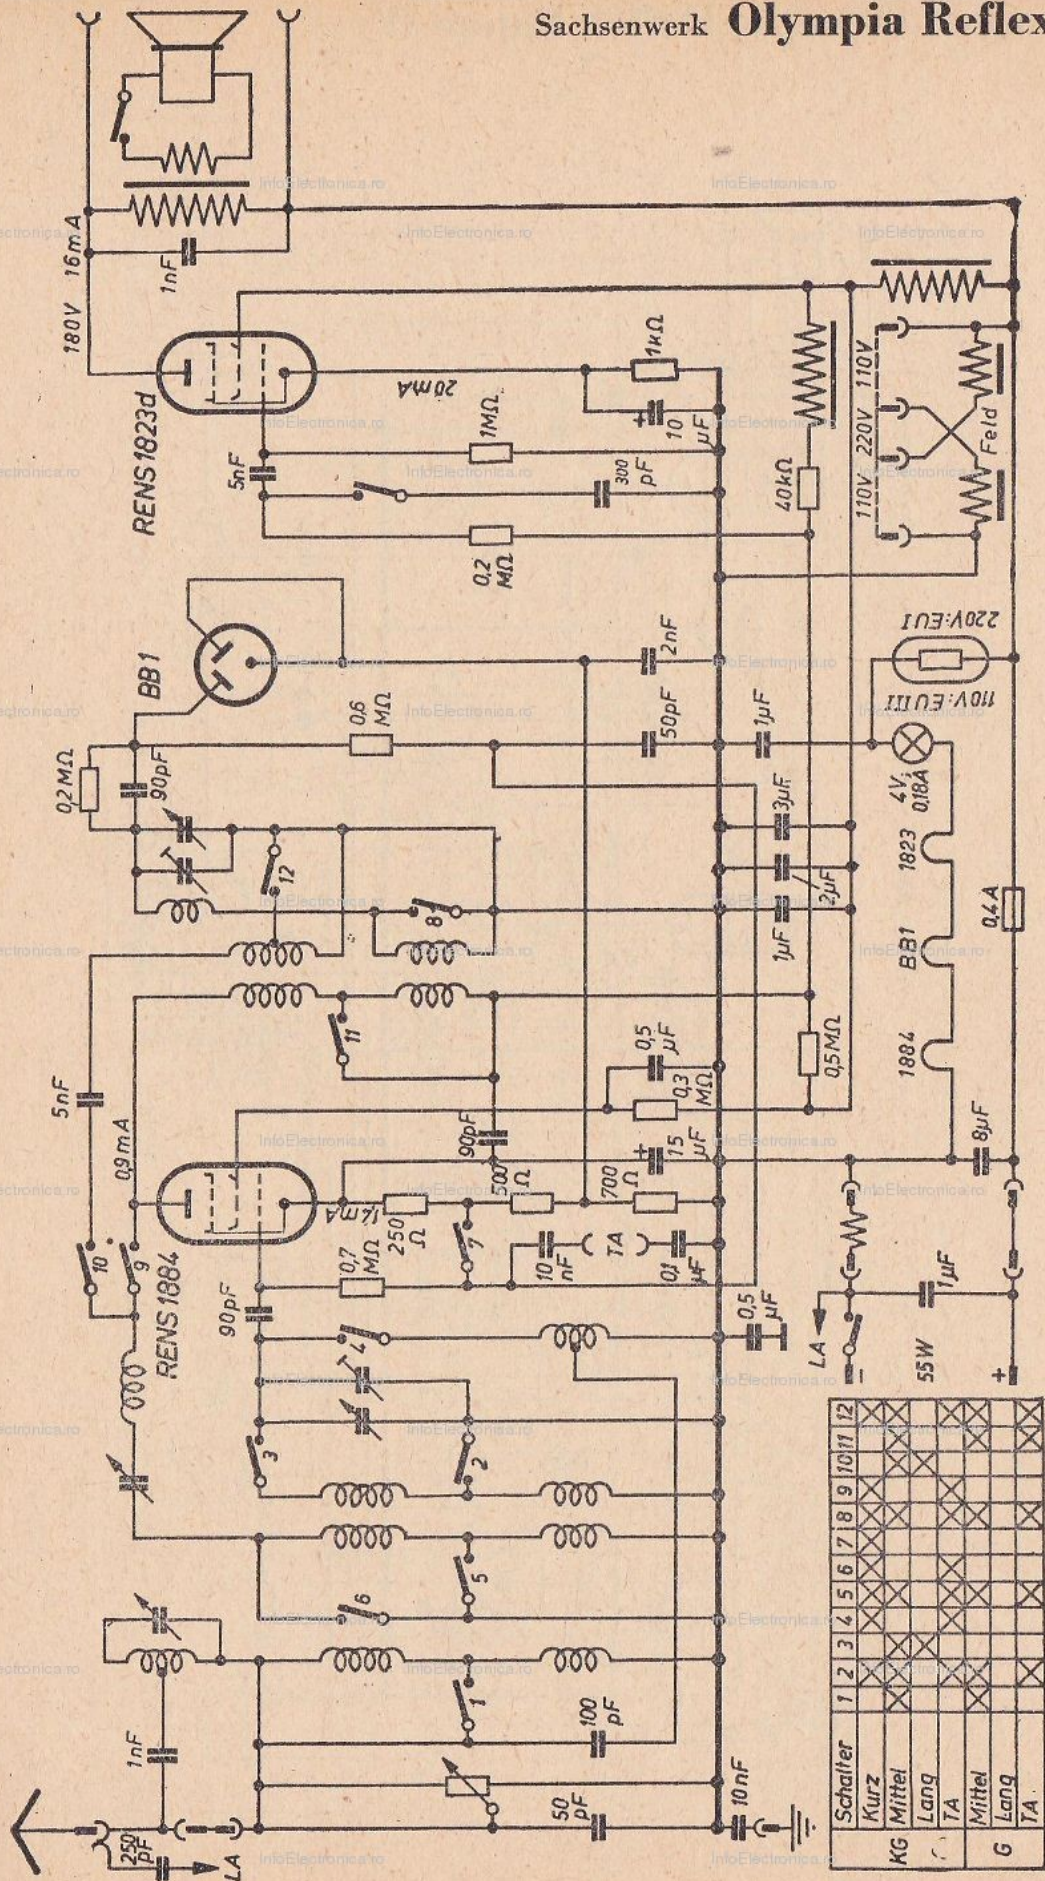 Sachsenwerk Olympia Reflex
InfoElectronica.ro
180V 16mA
1nF
RENS1823d
20mA
1kΩ
10 µF
+
1MΩ
5nF
300 pF
0,2 MΩ
40kΩ
110V 220V 110V
Feld
BB1
2nF
220V:EU I
110V:EU III
0,6 MΩ
50pF
1µF
0,2MΩ
90pF
4V; 0,18A
3µF
2µF
1µF
12
8
1823
BB1
1884
0,4A
11
0,5 µF
0,3 MΩ
0,5MΩ
5nF
0,9mA
90pF
15 µF
+
500 Ω
700 Ω
8µF
1,4mA
250 Ω
10
9
RENS1884
0,7 MΩ
7
10 nF
TA
0,1 µF
90pF
4
0,5 µF
LA
1µF
55W
−
+
3
2
5
6
1
1nF
100 pF
50 pF
10nF
250 pF
LA
Schalter 1 2 3 4 5 6 7 8 9 10 11 12
KG
Kurz
Mittel
Lang
TA
G
Mittel
Lang
TA